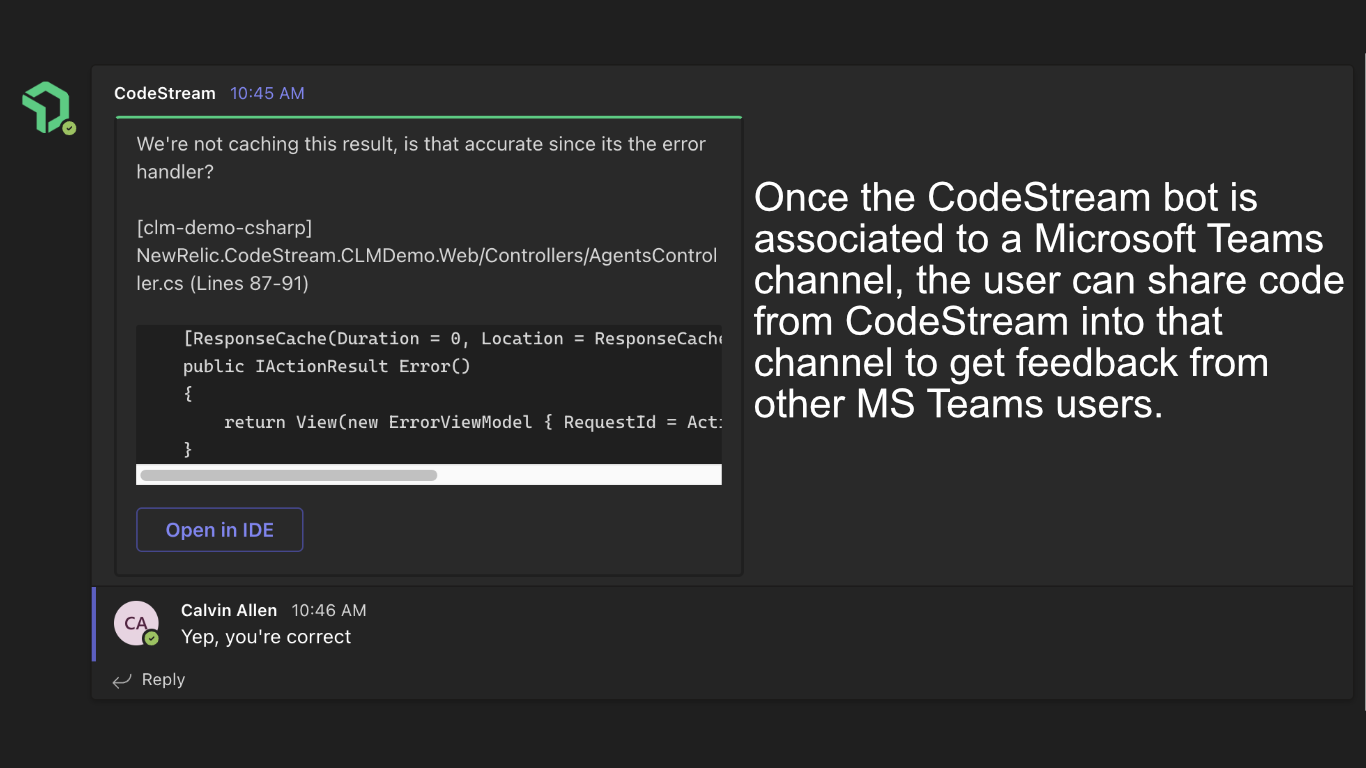 CodeStream 10:45 AM
We're not caching this result, is that accurate since its the error
handler?
[clm-demo-csharp]
NewRelic.CodeStream.CLMDemo.Web/Controllers/AgentsControl
ler.cs (Lines 87-91)
[ResponseCache(Duration = 0, Location = ResponseCache
public IActionResult Error()
{
return View(new ErrorViewModel { RequestId = Acti
}
Open in IDE
Once the CodeStream bot is
associated to a Microsoft Teams
channel, the user can share code
from CodeStream into that
channel to get feedback from
other MS Teams users.
CA
Calvin Allen 10:46 AM
Yep, you're correct
Reply